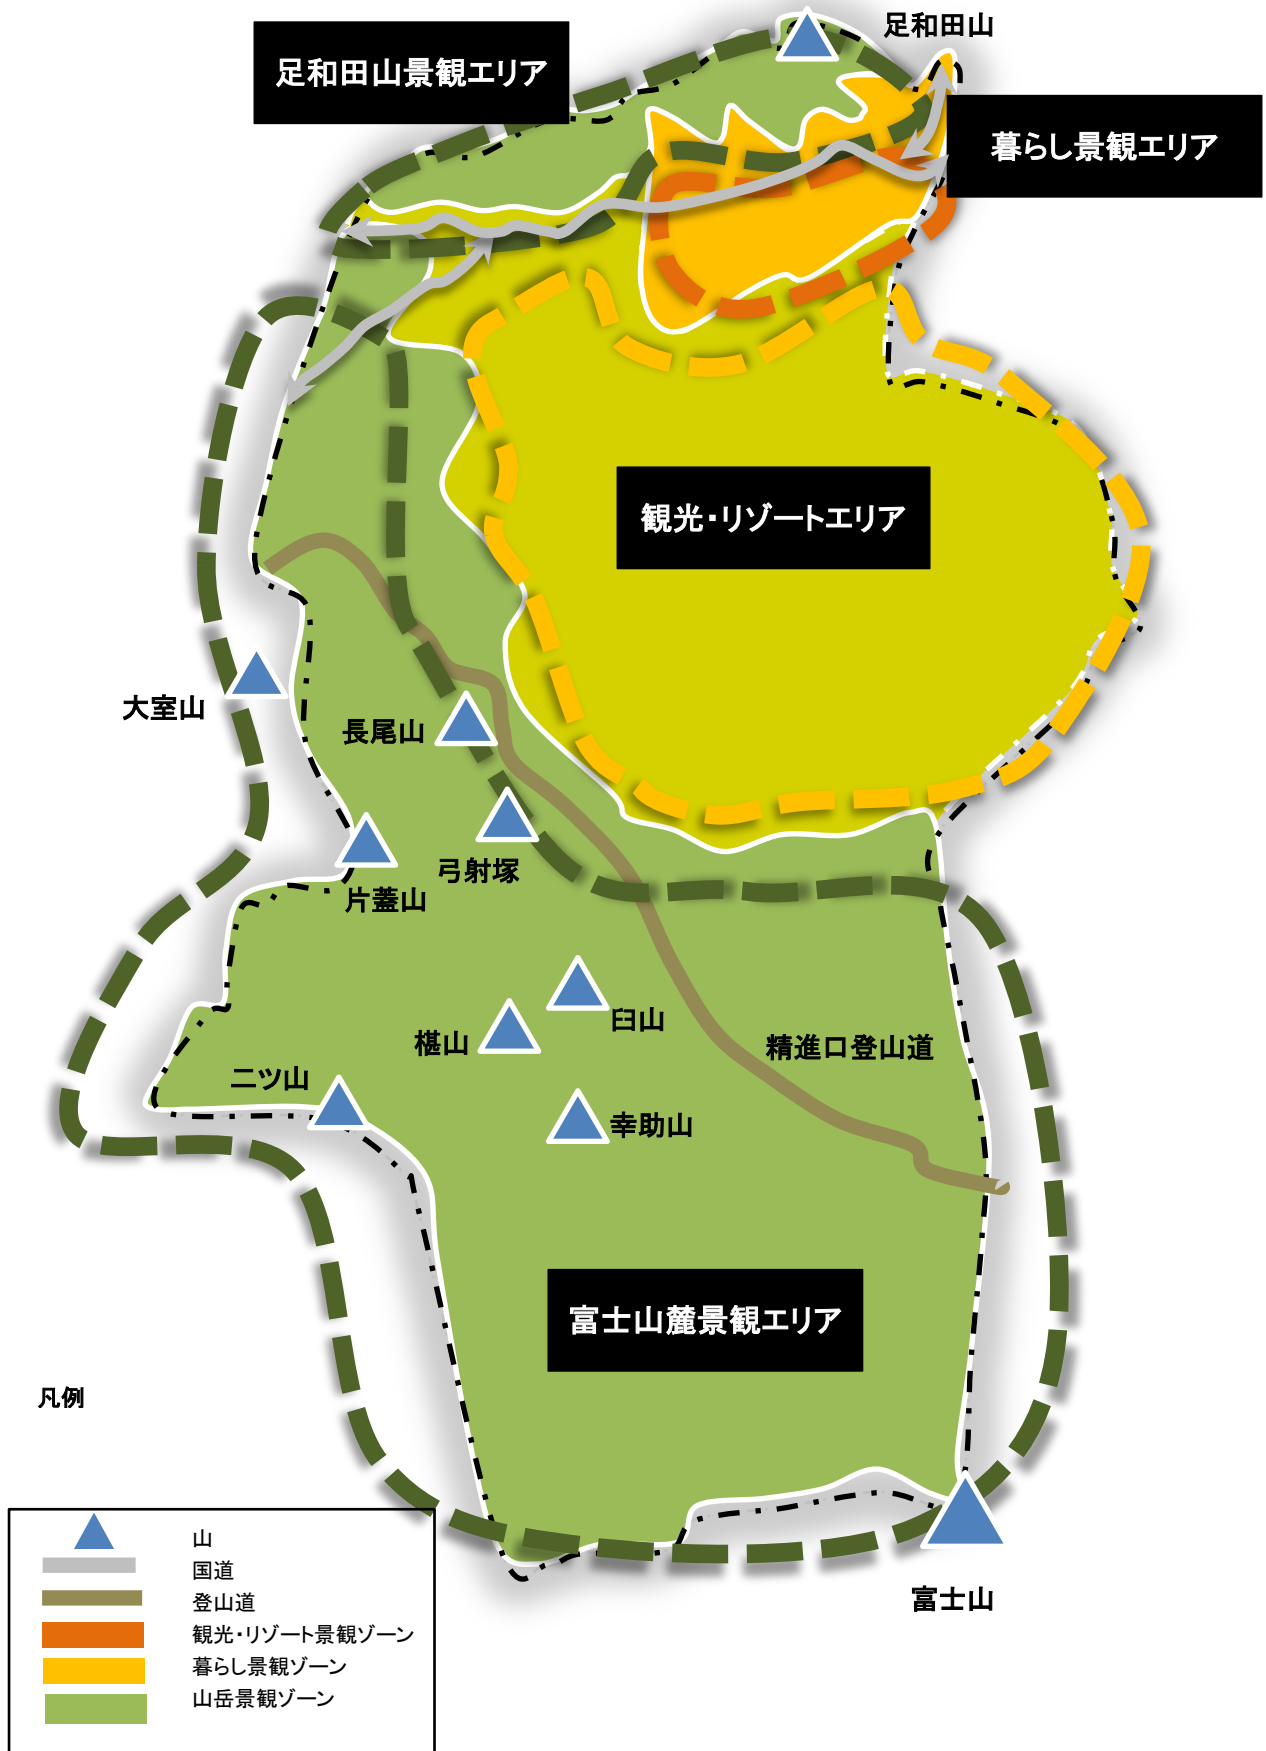 足和田山
足和田山景観エリア
暮らし景観エリア
観光・リゾートエリア
大室山
長尾山
弓射塚
片蓋山
臼山
椹山
精進口登山道
二ツ山
幸助山
富士山麓景観エリア
凡例
富士山
山
国道
登山道
観光・リゾート景観ゾーン
暮らし景観ゾーン
山岳景観ゾーン